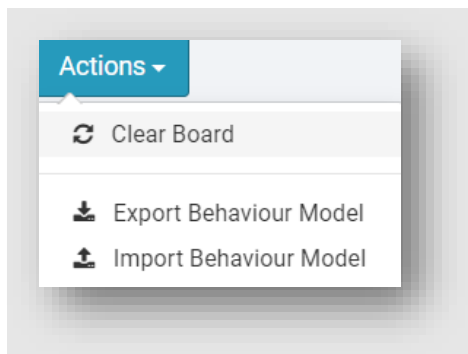 Actions
Clear Board
Export Behaviour Model
Import Behaviour Model